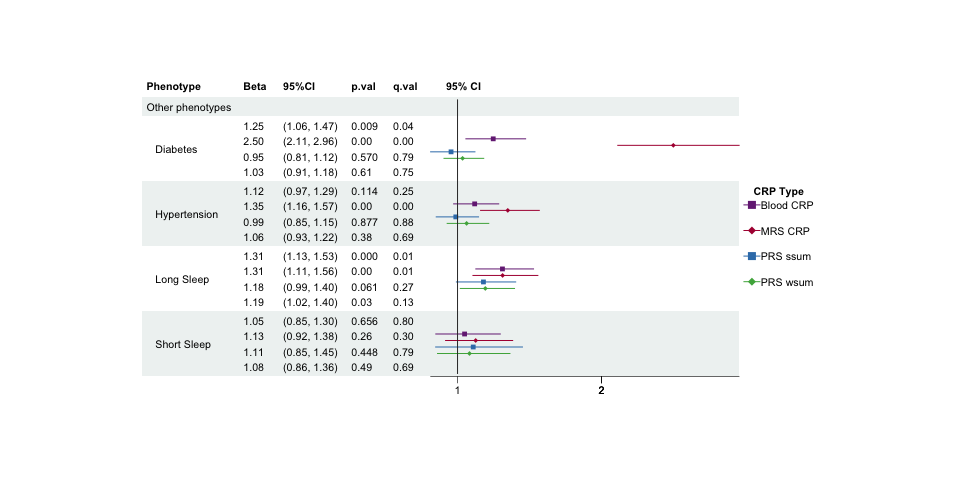 Phenotype Beta 95%CI p.val q.val 95% CI
Other phenotypes
1.25 (1.06, 1.47) 0.009 0.04
2.50 (2.11, 2.96) 0.00 0.00
Diabetes
0.95 (0.81, 1.12) 0.570 0.79
1.03 (0.91, 1.18) 0.61 0.75
1.12 (0.97, 1.29) 0.114 0.25
1.35 (1.16, 1.57) 0.00 0.00
Hypertension
0.99 (0.85, 1.15) 0.877 0.88
1.06 (0.93, 1.22) 0.38 0.69
1.31 (1.13, 1.53) 0.000 0.01
1.31 (1.11, 1.56) 0.00 0.01
Long Sleep
1.18 (0.99, 1.40) 0.061 0.27
1.19 (1.02, 1.40) 0.03 0.13
1.05 (0.85, 1.30) 0.656 0.80
1.13 (0.92, 1.38) 0.26 0.30
Short Sleep
1.11 (0.85, 1.45) 0.448 0.79
1.08 (0.86, 1.36) 0.49 0.69
1 2
CRP Type
Blood CRP
MRS CRP
PRS ssum
PRS wsum